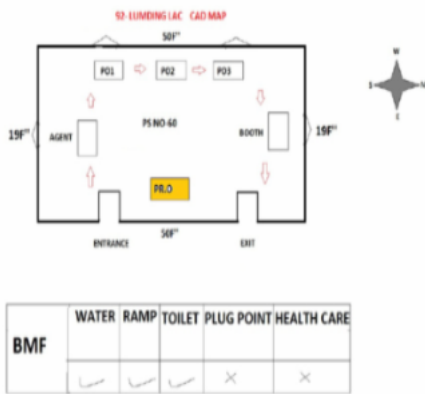 92- LUMDING LAC CAD MAP
50F"
PO1 PO2 PO3
W
S N
E
19F" AGENT PS NO-60 BOOTH 19F"
PR.O
ENTRANCE 50F" EXIT
BMF WATER RAMP TOILET PLUG POINT HEALTH CARE